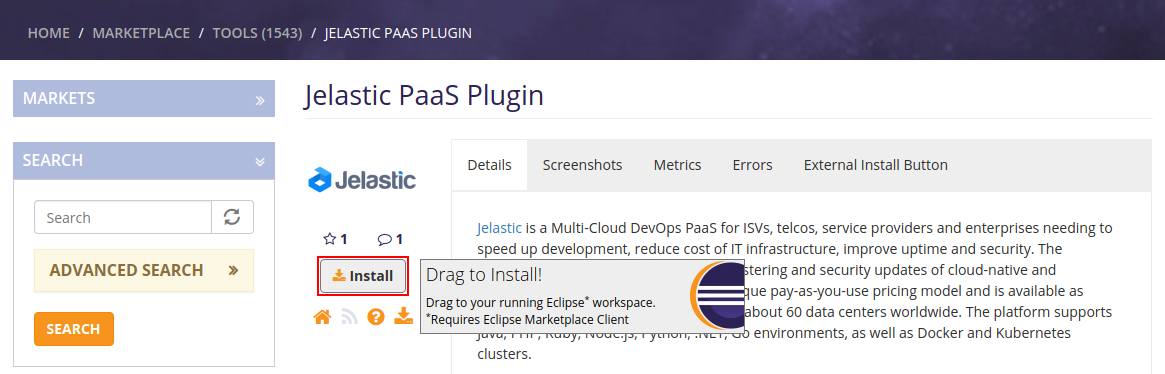 HOME / MARKETPLACE / TOOLS (1543) / JELASTIC PAAS PLUGIN
MARKETS
SEARCH
Search
ADVANCED SEARCH
SEARCH
Jelastic PaaS Plugin
Jelastic
1 1
Install
Details Screenshots Metrics Errors External Install Button
Jelastic is a Multi-Cloud DevOps PaaS for ISVs, telcos, service providers and enterprises needing to
speed up development, reduce cost of IT infrastructure, improve uptime and security. The
stering and security updates of cloud-native and
que pay-as-you-use pricing model and is available as
about 60 data centers worldwide. The platform supports
Java, PHP, Ruby, Node.js, Python, .NET, Go environments, as well as Docker and Kubernetes
clusters.
Drag to Install!
Drag to your running Eclipse* workspace.
*Requires Eclipse Marketplace Client